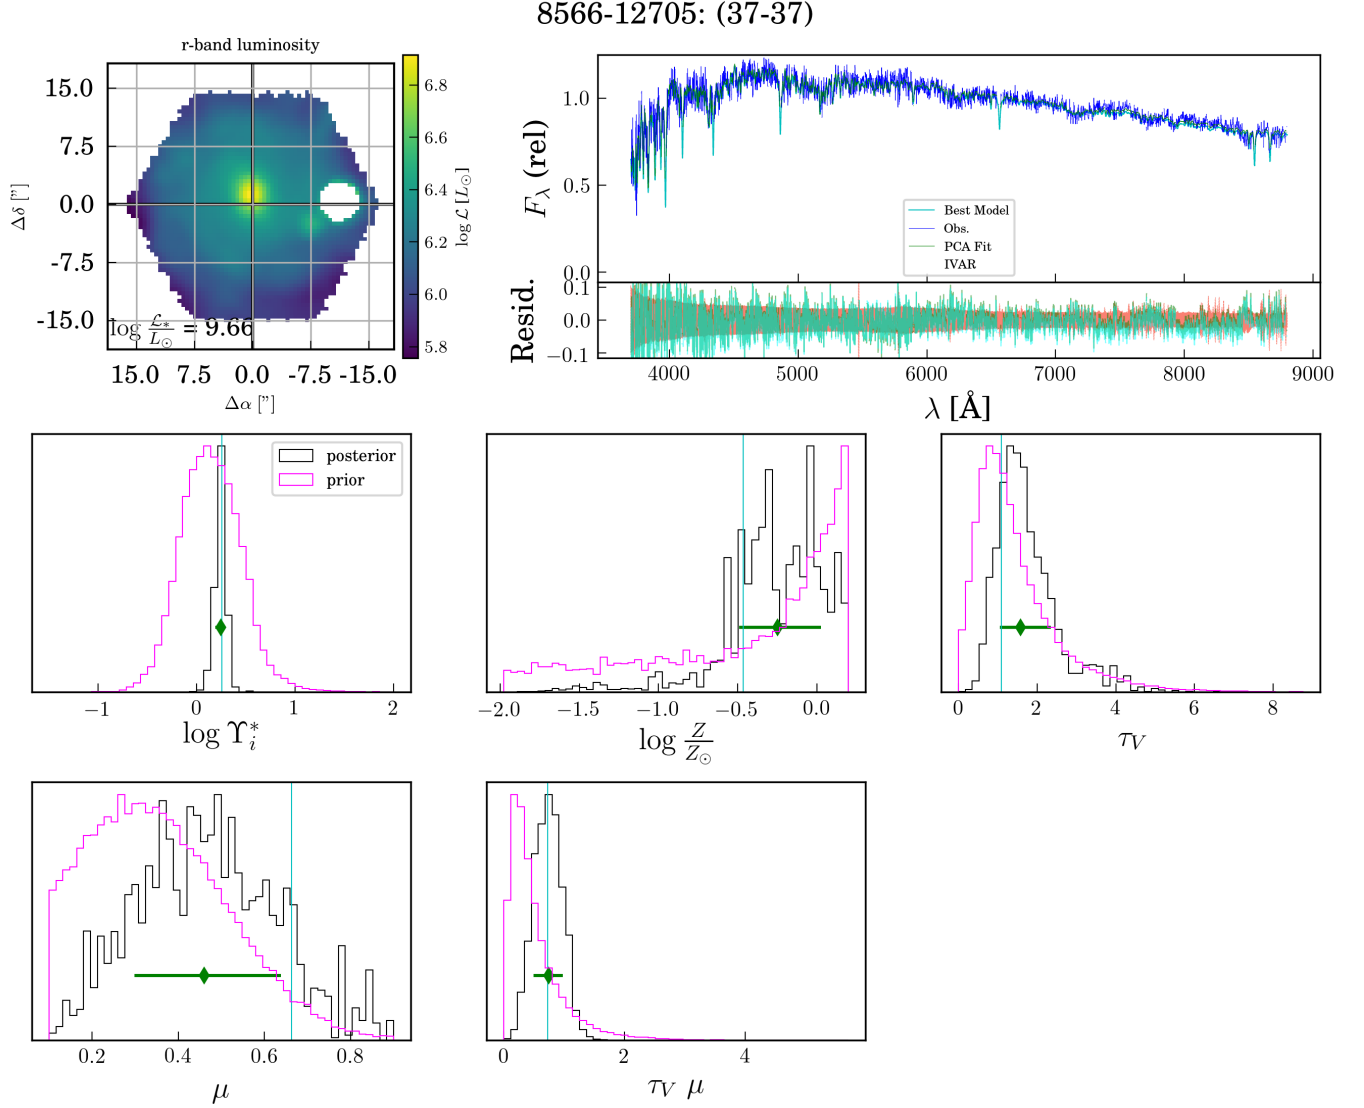 8566-12705: (37-37)
r-band luminosity
15.0
7.5
0.0
-7.5
-15.0
Δδ ["]
log ℒ*/L⊙ = 9.66
15.0 7.5 0.0 -7.5 -15.0
Δα ["]
6.8
6.6
6.4
6.2
6.0
5.8
log ℒ [L⊙]
1.0
0.5
0.0
Fλ (rel)
Best Model
Obs.
PCA Fit
IVAR
0.1
0.0
−0.1
Resid.
4000 5000 6000 7000 8000 9000
λ [Å]
posterior
prior
−1 0 1 2
log Υ*i
−2.0 −1.5 −1.0 −0.5 0.0
log Z/Z⊙
0 2 4 6 8
τV
0.2 0.4 0.6 0.8
μ
0 2 4
τV μ